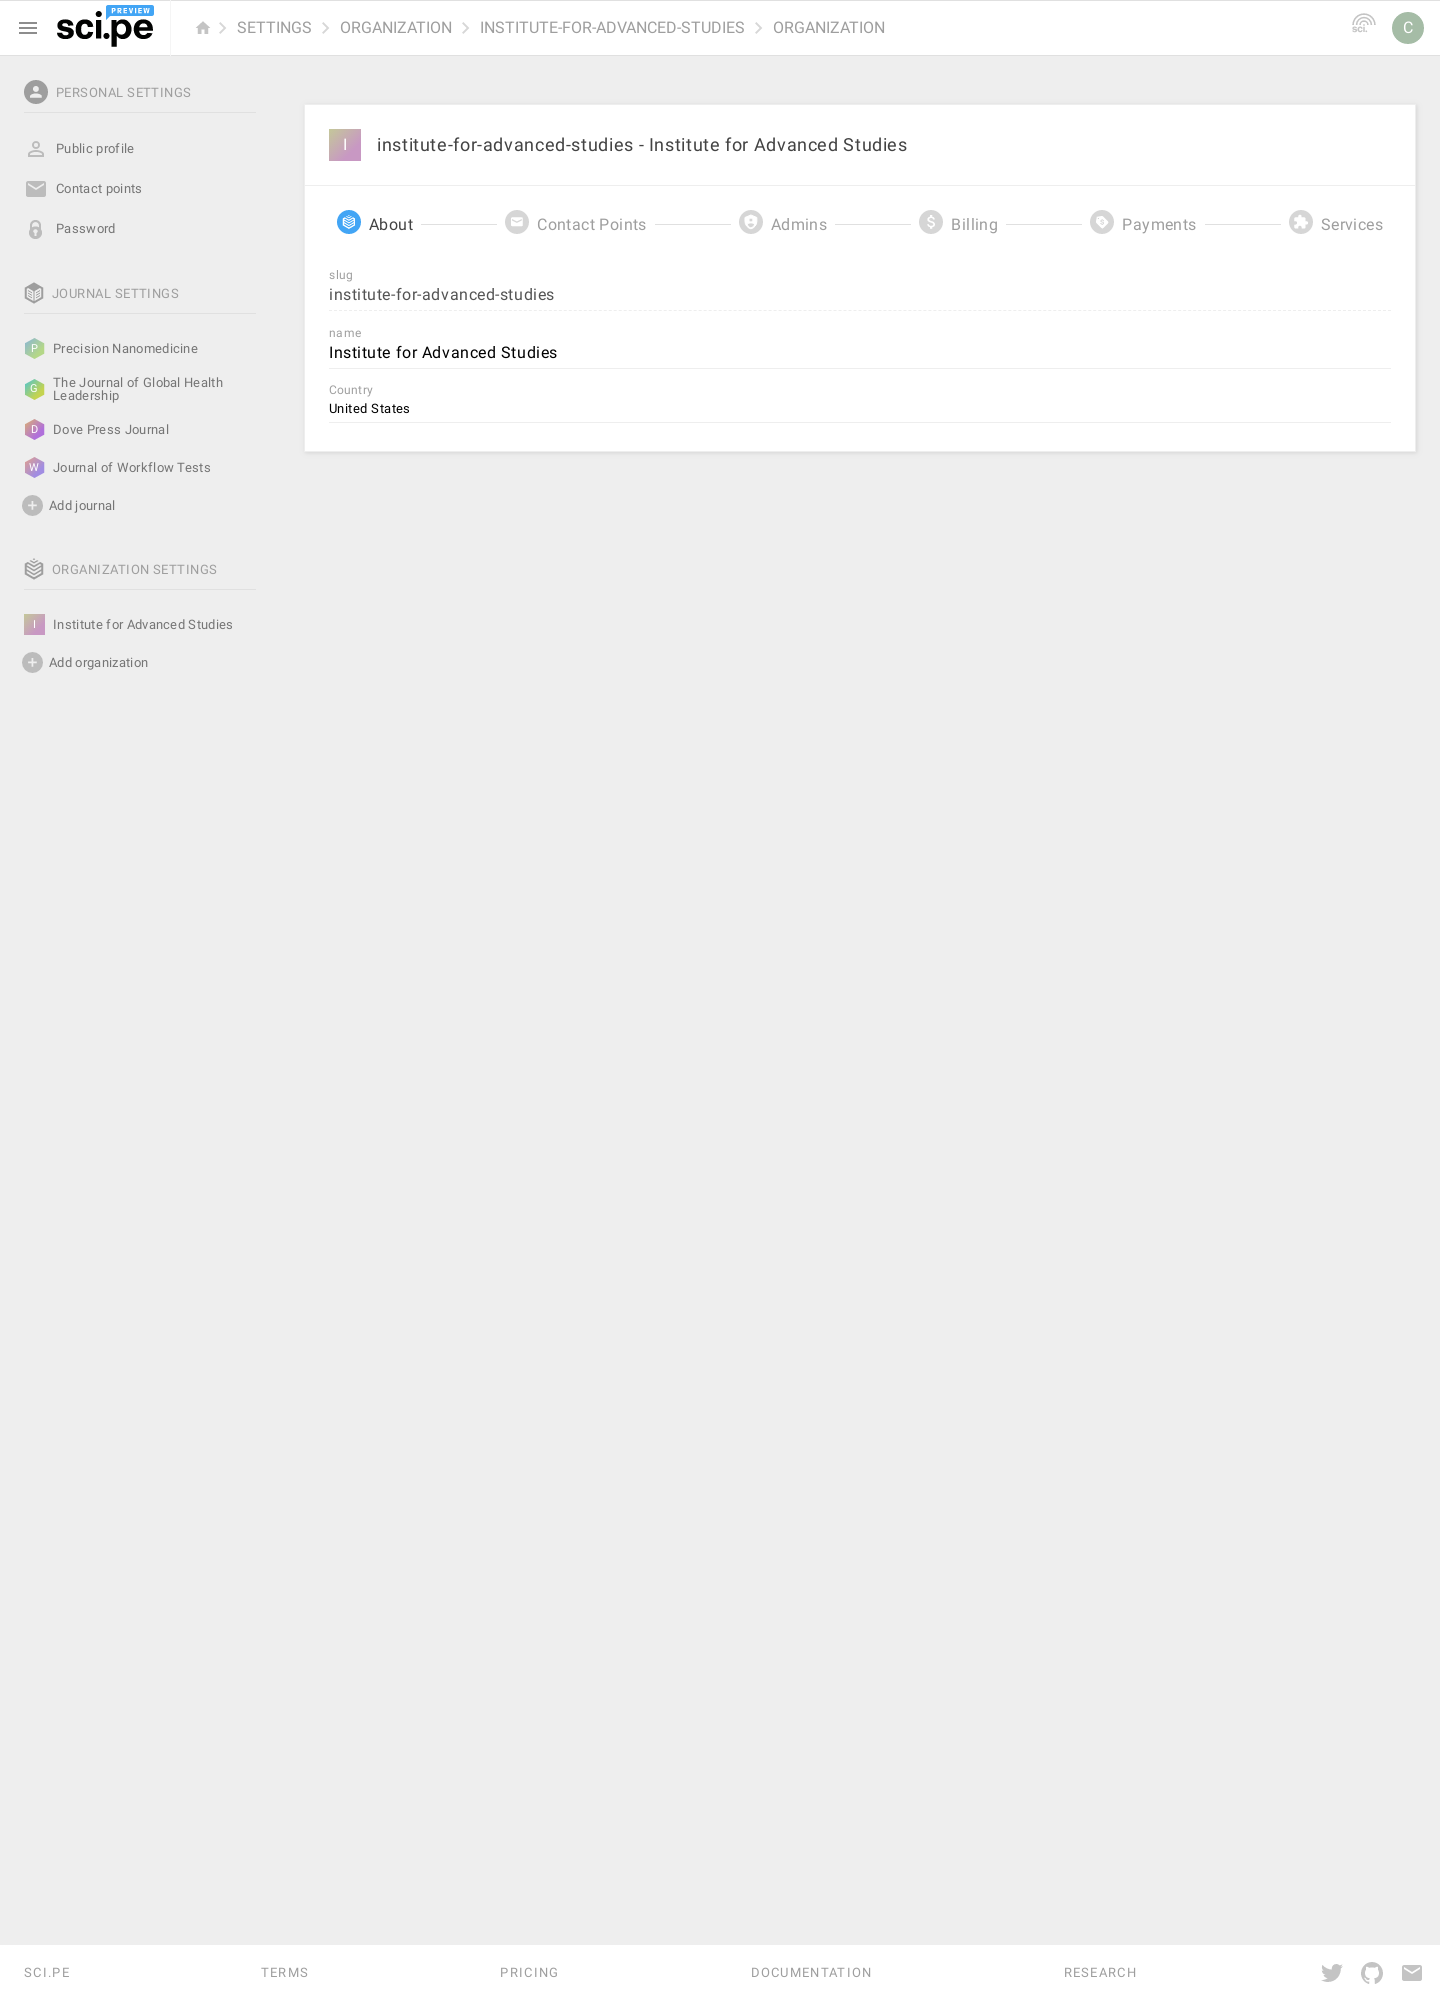 PREVIEW
sci.pe
SETTINGS ORGANIZATION INSTITUTE-FOR-ADVANCED-STUDIES ORGANIZATION
sci.
C
PERSONAL SETTINGS
Public profile
Contact points
Password
JOURNAL SETTINGS
P Precision Nanomedicine
G The Journal of Global Health
Leadership
D Dove Press Journal
W Journal of Workflow Tests
Add journal
ORGANIZATION SETTINGS
I Institute for Advanced Studies
Add organization
I institute-for-advanced-studies - Institute for Advanced Studies
About Contact Points Admins Billing Payments Services
slug
institute-for-advanced-studies
name
Institute for Advanced Studies
Country
United States
SCI.PE TERMS PRICING DOCUMENTATION RESEARCH